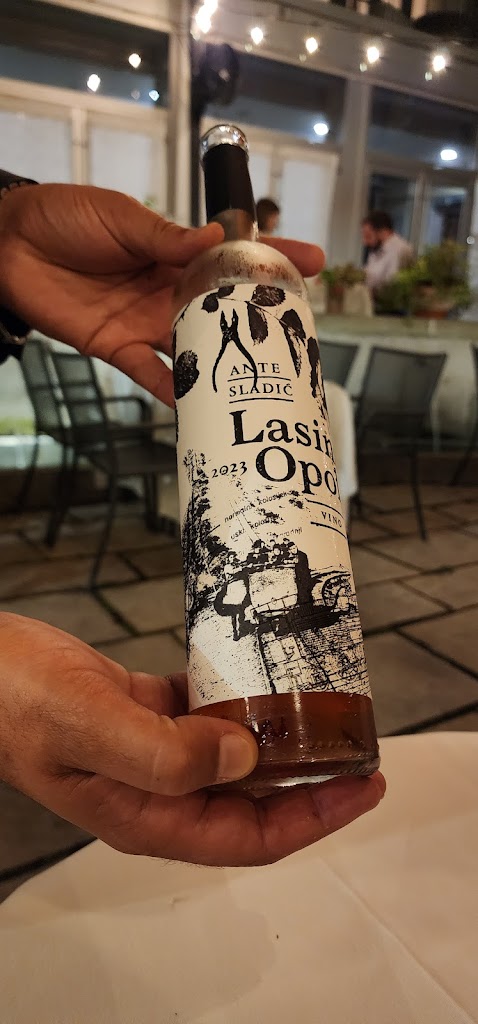 ANTE
SLADIĆ
Lasin
2023 Opo
VINO